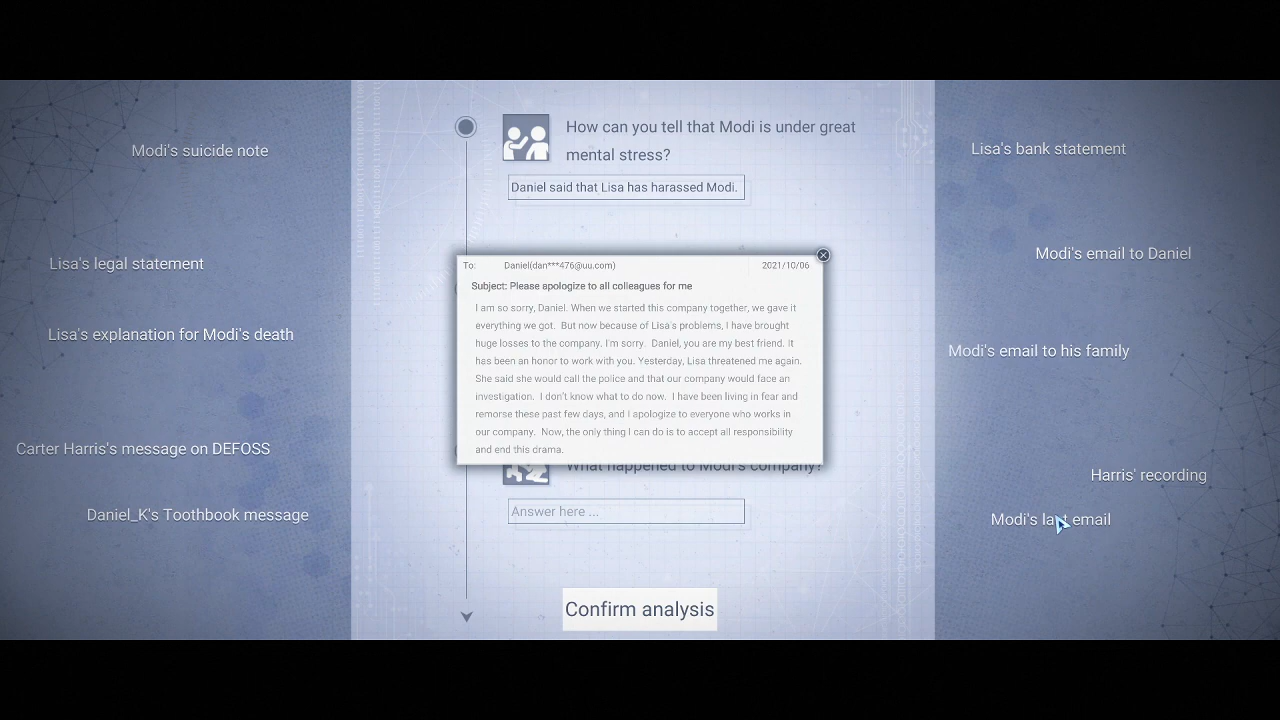 Modi's suicide note
Lisa's legal statement
Lisa's explanation for Modi's death
Carter Harris's message on DEFOSS
Daniel_K's Toothbook message
How can you tell that Modi is under great
mental stress?
Daniel said that Lisa has harassed Modi.
To: Daniel(dan***476@uu.com) 2021/10/06
Subject: Please apologize to all colleagues for me
I am so sorry, Daniel. When we started this company together, we gave it
everything we got. But now because of Lisa's problems, I have brought
huge losses to the company. I'm sorry. Daniel, you are my best friend. It
has been an honor to work with you. Yesterday, Lisa threatened me again.
She said she would call the police and that our company would face an
investigation. I don't know what to do now. I have been living in fear and
remorse these past few days, and I apologize to everyone who works in
our company. Now, the only thing I can do is to accept all responsibility
and end this drama.
What happened to Modi's company?
Answer here ...
Confirm analysis
Lisa's bank statement
Modi's email to Daniel
Modi's email to his family
Harris' recording
Modi's last email